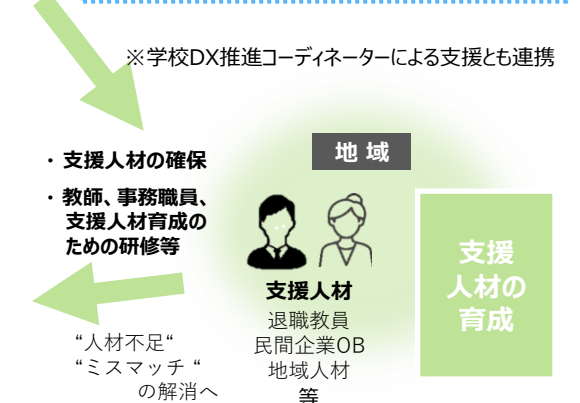 ※学校DX推進コーディネーターによる支援とも連携
地 域
・ 支援人材の確保
・ 教師、事務職員、
支援人材育成の
ための研修等
支援人材
退職教員
民間企業OB
地域人材
等
支援
人材の
育成
“人材不足“
“ミスマッチ “
の解消へ